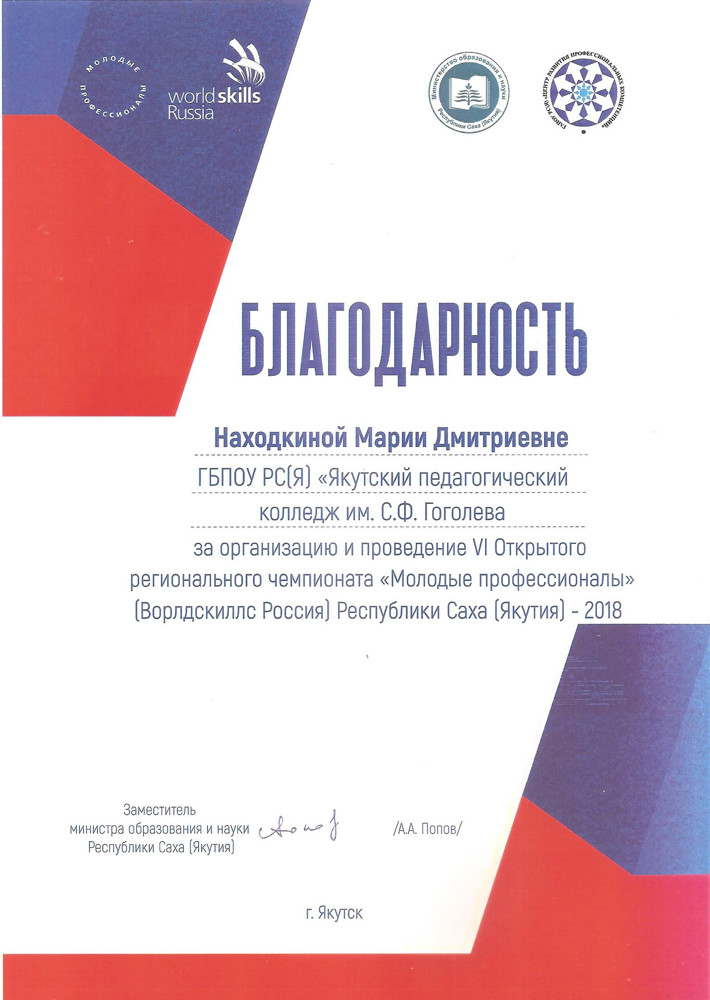 МОЛОДЫЕ
ПРОФЕССИОНАЛЫ
worldskills
Russia
Министерство образования и науки
Республики Саха (Якутия)
ГАПОУ РС(Я) «ЦЕНТР РАЗВИТИЯ ПРОФЕССИОНАЛЬНЫХ КОМПЕТЕНЦИЙ»
БЛАГОДАРНОСТЬ
Находкиной Марии Дмитриевне
ГБПОУ РС(Я) «Якутский педагогический
колледж им. С.Ф. Гоголева
за организацию и проведение VI Открытого
регионального чемпионата «Молодые профессионалы»
(Ворлдскиллс Россия) Республики Саха (Якутия) - 2018
Заместитель
министра образования и науки
/А.А. Попов/
Республики Саха (Якутия)
г. Якутск